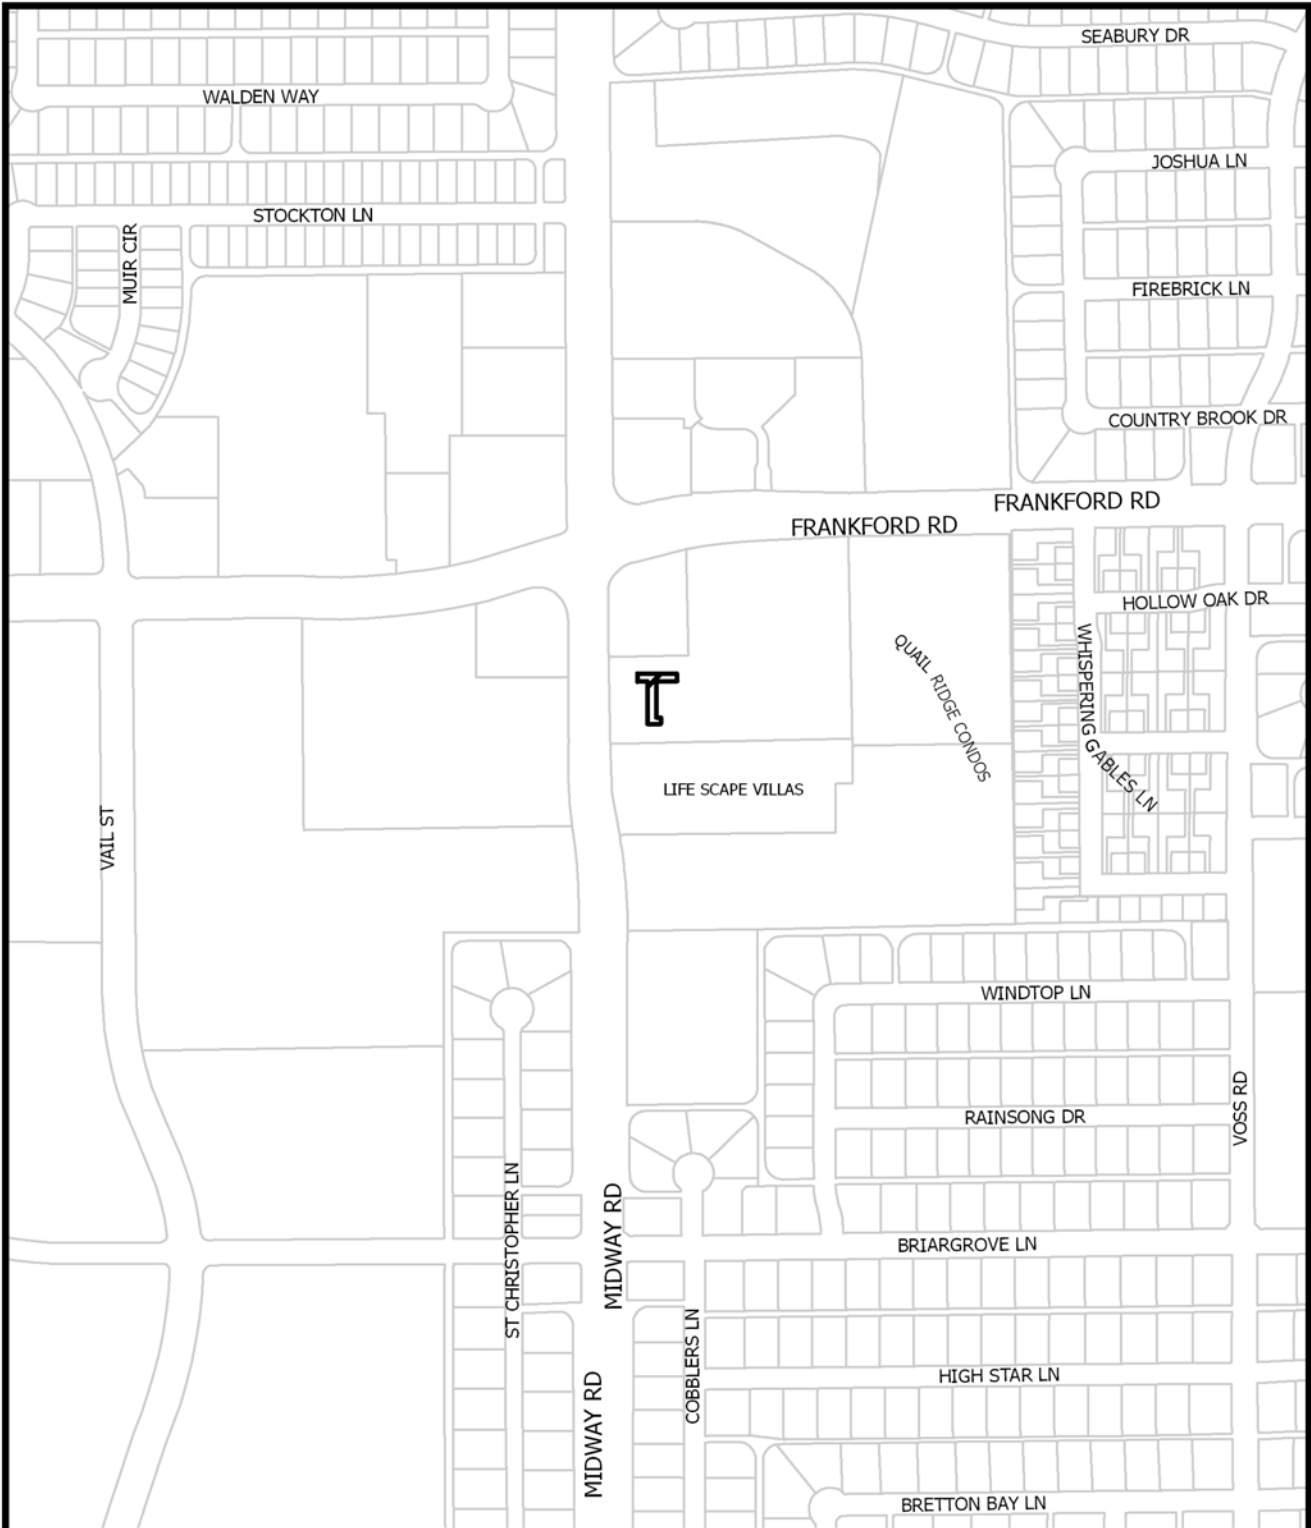 SEABURY DR
WALDEN WAY
JOSHUA LN
STOCKTON LN
MUIR CIR
FIREBRICK LN
COUNTRY BROOK DR
FRANKFORD RD
FRANKFORD RD
HOLLOW OAK DR
WHISPERING GABLES LN
QUAIL RIDGE CONDOS
LIFE SCAPE VILLAS
VAIL ST
WINDTOP LN
RAINSONG DR
VOSS RD
ST CHRISTOPHER LN
MIDWAY RD
BRIARGROVE LN
COBBLERS LN
HIGH STAR LN
MIDWAY RD
BRETTON BAY LN